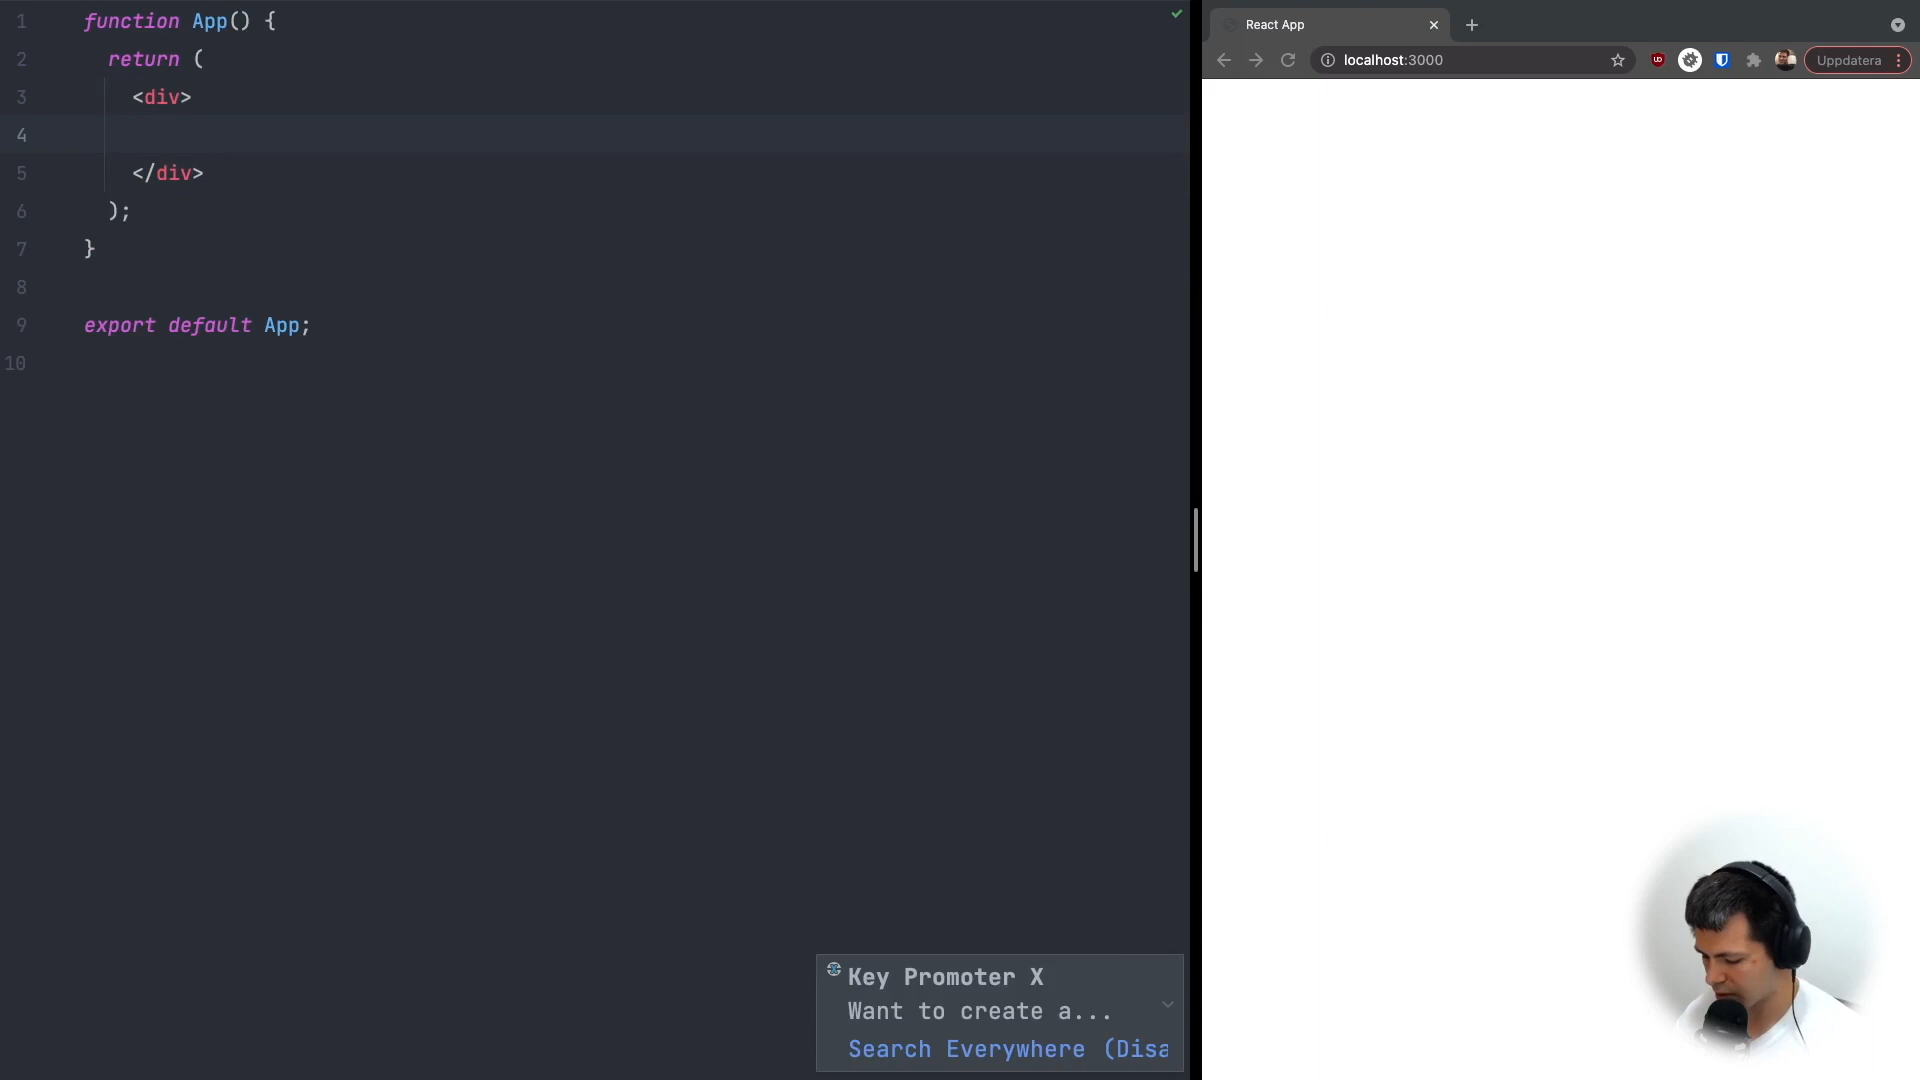 1 function App() {
2 return (
3 <div>
4
5 </div>
6 );
7 }
8
9 export default App;
10
React App
localhost:3000
Uppdatera
Key Promoter X
Want to create a...
Search Everywhere (Disa